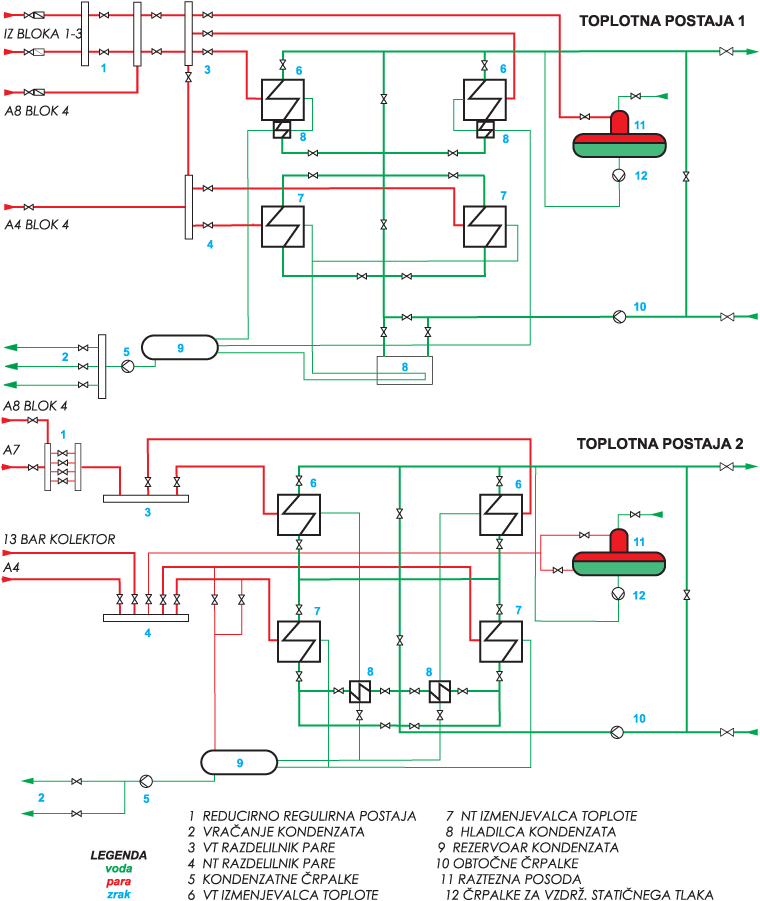 TOPLOTNA POSTAJA 1
IZ BLOKA 1-3
1
3
6
6
A8 BLOK 4
8
8
11
12
7
7
A4 BLOK 4
4
10
2
5
9
8
A8 BLOK 4
1
A7
TOPLOTNA POSTAJA 2
3
6
6
13 BAR KOLEKTOR
A4
11
12
4
7
7
8
8
10
9
2
5
LEGENDA
voda
para
zrak
1 REDUCIRNO REGULIRNA POSTAJA
2 VRAČANJE KONDENZATA
3 VT RAZDELILNIK PARE
4 NT RAZDELILNIK PARE
5 KONDENZATNE ČRPALKE
6 VT IZMENJEVALCA TOPLOTE
7 NT IZMENJEVALCA TOPLOTE
8 HLADILCA KONDENZATA
9 REZERVOAR KONDENZATA
10 OBTOČNE ČRPALKE
11 RAZTEZNA POSODA
12 ČRPALKE ZA VZDRŽ. STATIČNEGA TLAKA